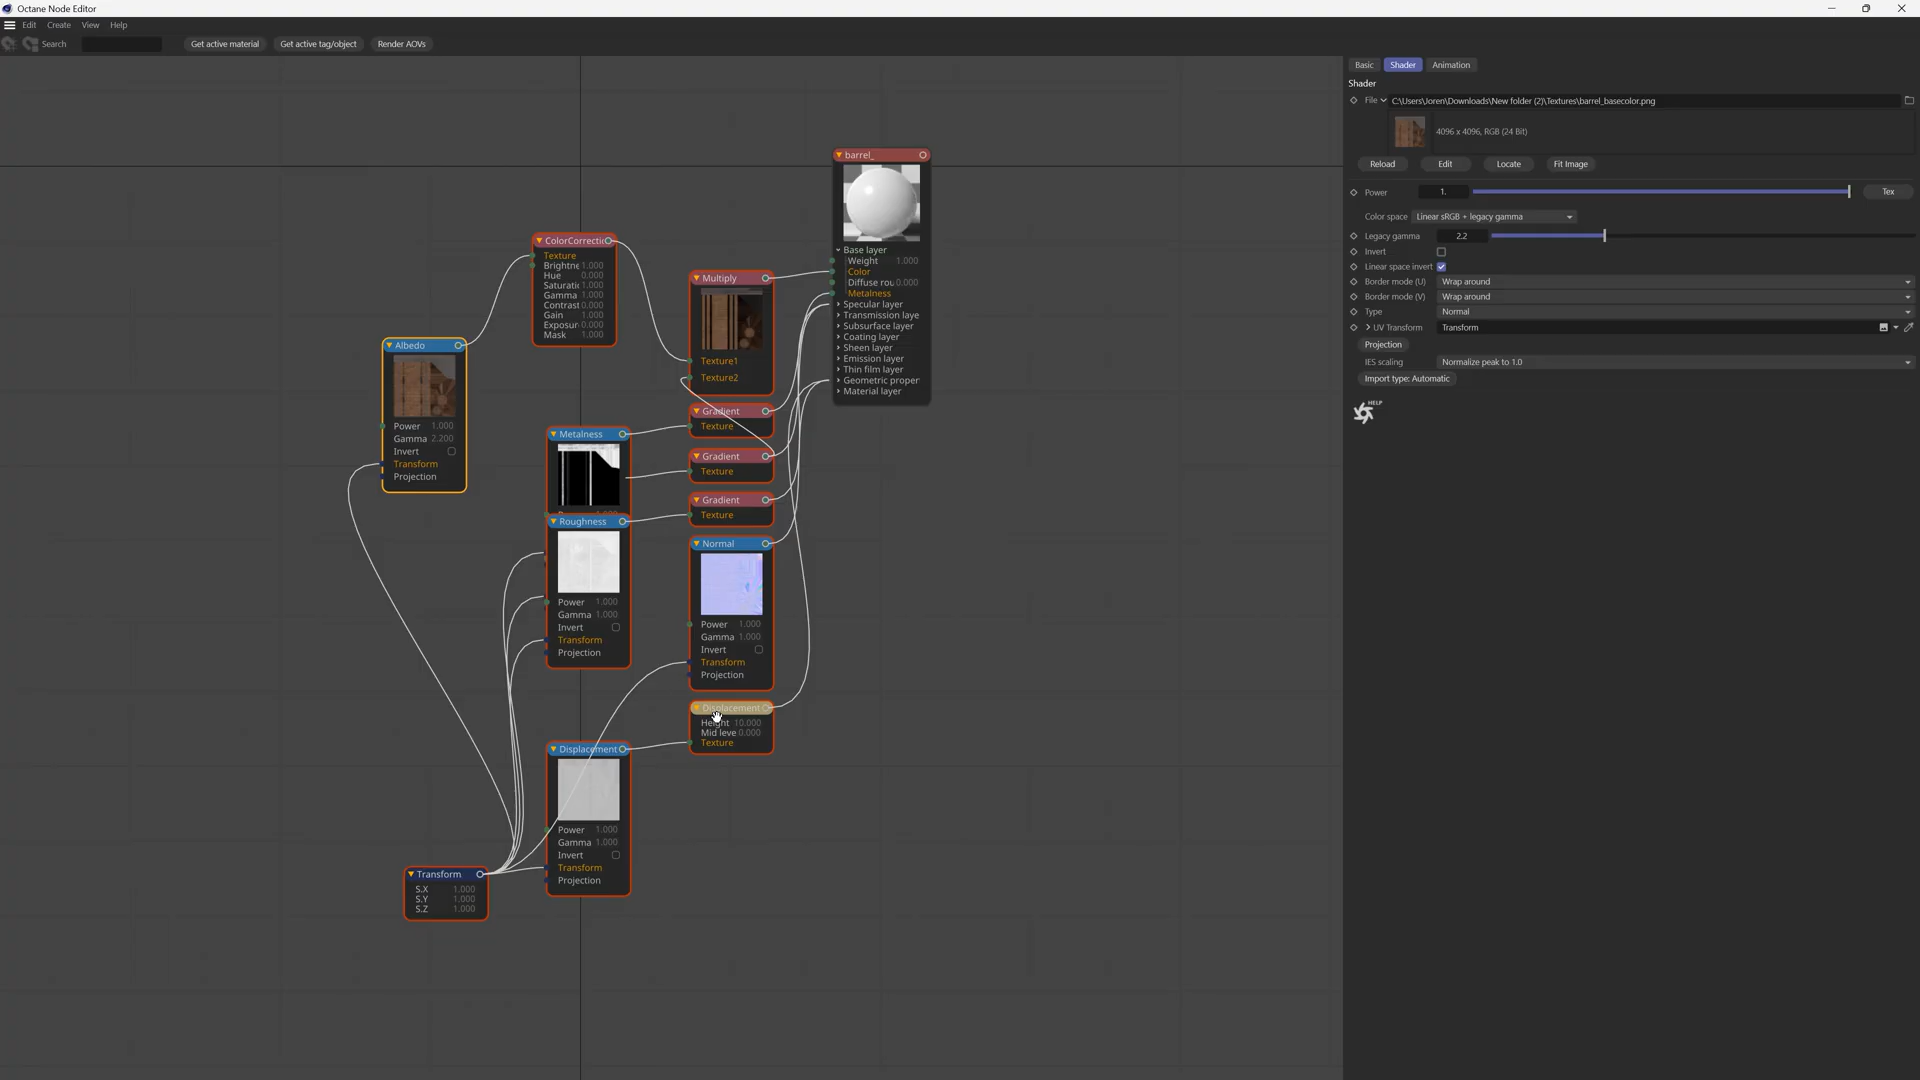 Octane Node Editor
Edit Create View Help
Search Get active material Get active tag/object Render AOVs
Basic Shader Animation
Shader
File C:\Users\Joren\Downloads\New folder (2)\Textures\barrel_basecolor.png
4096 x 4096, RGB (24 Bit)
Reload Edit Locate Fit Image
Power 1. Tex
Color space Linear sRGB + legacy gamma
Legacy gamma 2.2
Invert
Linear space invert
Border mode (U) Wrap around
Border mode (V) Wrap around
Type Normal
UV Transform Transform
Projection
IES scaling Normalize peak to 1.0
Import type: Automatic
HELP
barrel_
Base layer
Weight 1.000
Color
Diffuse rou 0.000
Metalness
Specular layer
Transmission laye
Subsurface layer
Coating layer
Sheen layer
Emission layer
Thin film layer
Geometric proper
Material layer
ColorCorrectic
Texture
Brightne 1.000
Hue 0.000
Saturatic 1.000
Gamma 1.000
Contrast 0.000
Gain 1.000
Exposur 0.000
Mask 1.000
Multiply
Texture1
Texture2
Albedo
Power 1.000
Gamma 2.200
Invert
Transform
Projection
Gradient
Texture
Metalness
Gradient
Texture
Gradient
Texture
Roughness
Power 1.000
Gamma 1.000
Invert
Transform
Projection
Normal
Power 1.000
Gamma 1.000
Invert
Transform
Projection
Displacement
Height 10.000
Mid leve 0.000
Texture
Displacement
Power 1.000
Gamma 1.000
Invert
Transform
Projection
Transform
S.X 1.000
S.Y 1.000
S.Z 1.000